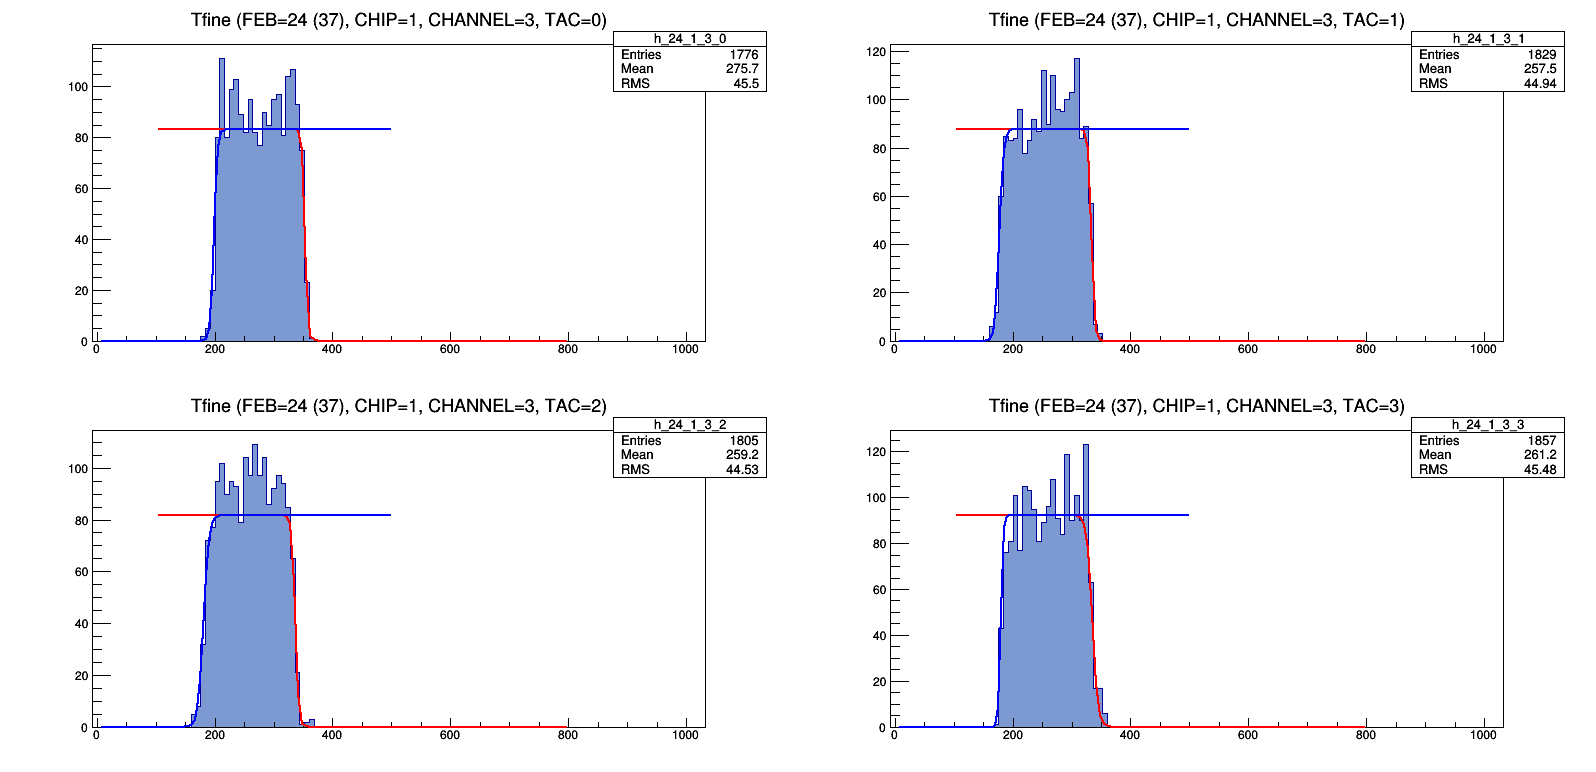 Tfine (FEB=24 (37), CHIP=1, CHANNEL=3, TAC=0)
h_24_1_3_0
Entries 1776
Mean 275.7
RMS 45.5
100
80
60
40
20
0
0 200 400 600 800 1000
Tfine (FEB=24 (37), CHIP=1, CHANNEL=3, TAC=1)
h_24_1_3_1
Entries 1829
Mean 257.5
RMS 44.94
120
100
80
60
40
20
0
0 200 400 600 800 1000
Tfine (FEB=24 (37), CHIP=1, CHANNEL=3, TAC=2)
h_24_1_3_2
Entries 1805
Mean 259.2
RMS 44.53
100
80
60
40
20
0
0 200 400 600 800 1000
Tfine (FEB=24 (37), CHIP=1, CHANNEL=3, TAC=3)
h_24_1_3_3
Entries 1857
Mean 261.2
RMS 45.48
120
100
80
60
40
20
0
0 200 400 600 800 1000